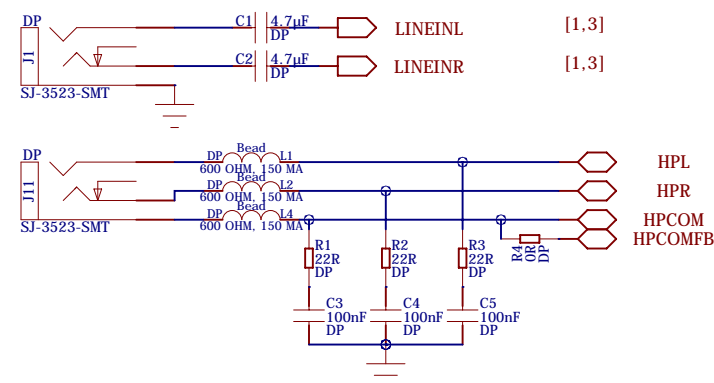 DP
C1
4.7µF
DP
LINEINL
[1,3]
J1
C2
4.7µF
DP
LINEINR
[1,3]
SJ-3523-SMT
DP
Bead
DP
L1
600 OHM, 150 MA
HPL
J11
Bead
DP
L2
600 OHM, 150 MA
HPR
Bead
DP
L4
600 OHM, 150 MA
HPCOM
SJ-3523-SMT
HPCOMFB
R4
0R
DP
R1
22R
DP
R2
22R
DP
R3
22R
DP
C3
100nF
DP
C4
100nF
DP
C5
100nF
DP